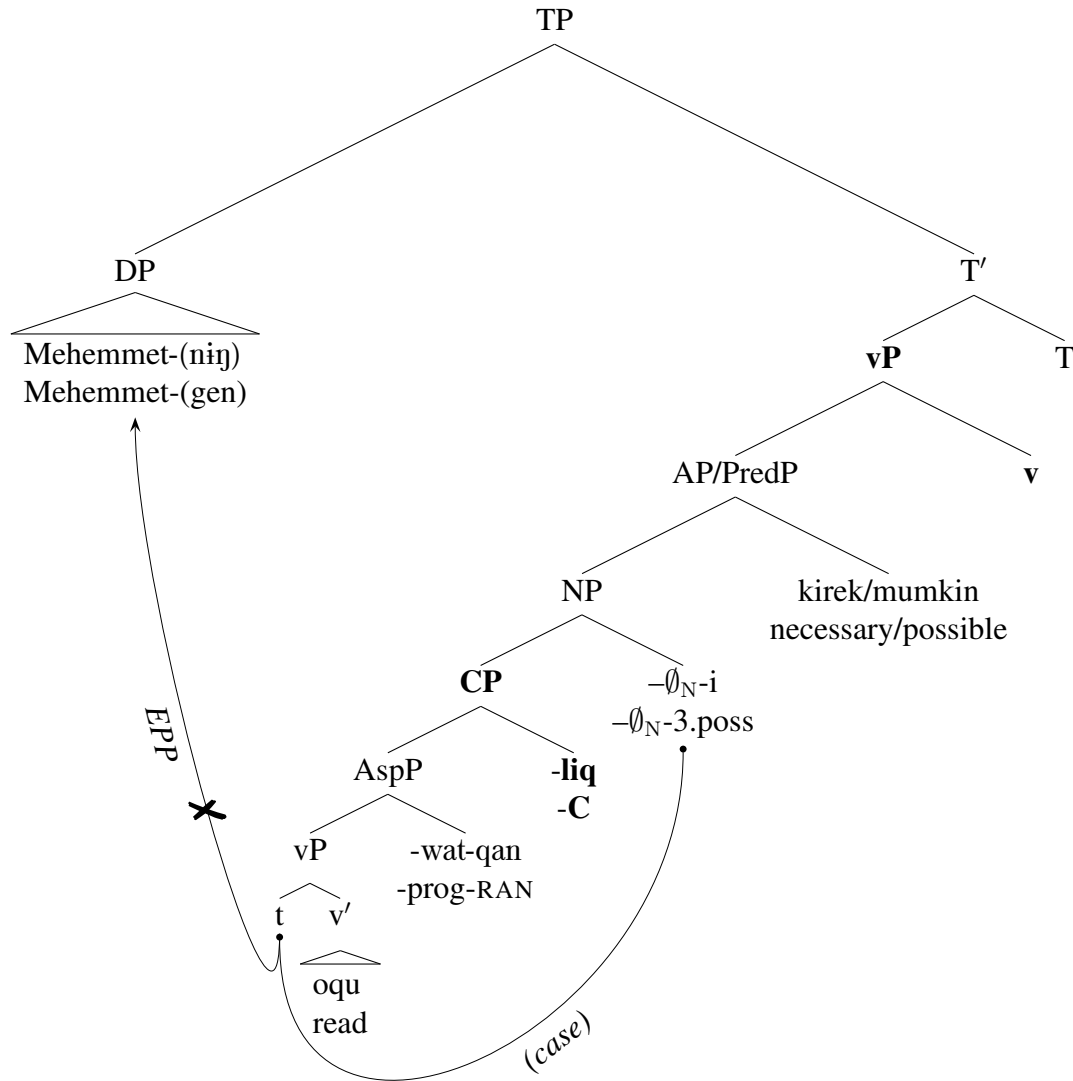 TP
DP T′
Mehemmet-(nɨŋ) vP T
Mehemmet-(gen)
AP/PredP v
NP kirek/mumkin
necessary/possible
CP –∅N-i
–∅N-3.poss
EPP
AspP -liq
-C
vP -wat-qan
-prog-RAN
t v′
oqu
read
(case)